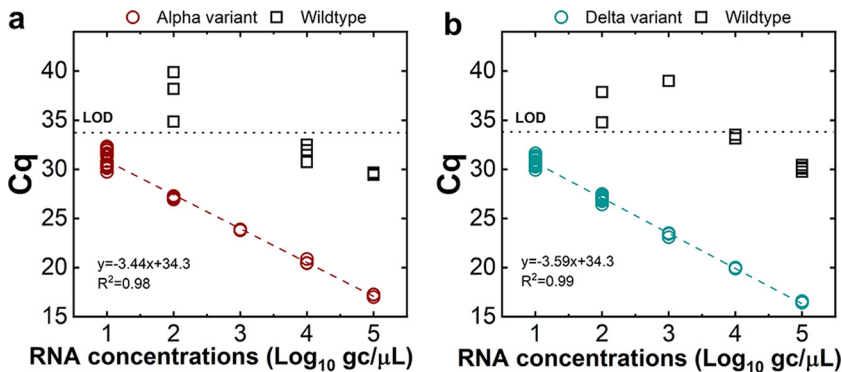 a
Alpha variant
Wildtype
40
35
30
25
20
15
Cq
LOD
y=-3.44x+34.3
R²=0.98
1 2 3 4 5
RNA concentrations (Log₁₀ gc/μL)
b
Delta variant
Wildtype
40
35
30
25
20
15
Cq
LOD
y=-3.59x+34.3
R²=0.99
1 2 3 4 5
RNA concentrations (Log₁₀ gc/μL)